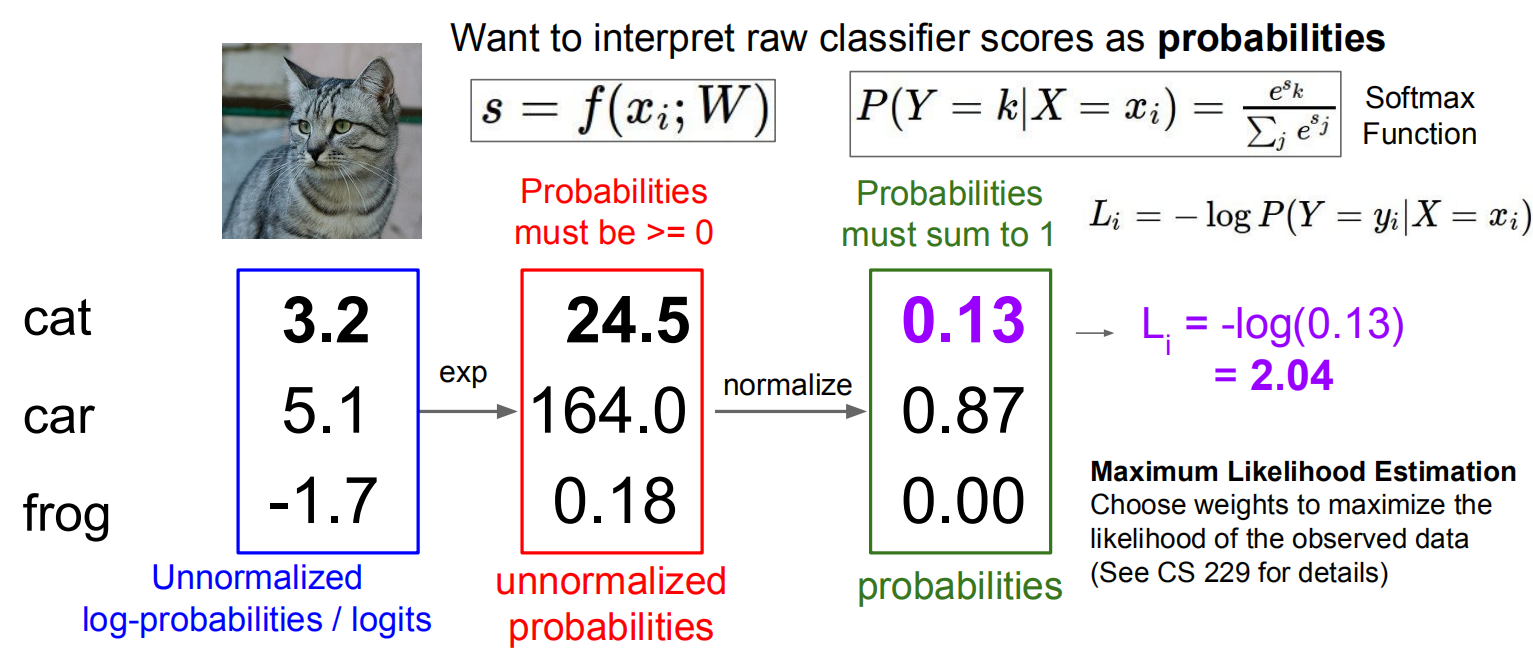 Want to interpret raw classifier scores as probabilities
s = f(x_i; W)
P(Y = k|X = x_i) = e^{s_k} / ∑_j e^{s_j}
Softmax
Function
Probabilities
must be >= 0
Probabilities
must sum to 1
L_i = − log P(Y = y_i|X = x_i)
cat 3.2 24.5 0.13
L_i = -log(0.13)
= 2.04
exp
normalize
car 5.1 164.0 0.87
frog -1.7 0.18 0.00
Maximum Likelihood Estimation
Choose weights to maximize the
likelihood of the observed data
(See CS 229 for details)
Unnormalized
log-probabilities / logits
unnormalized
probabilities
probabilities